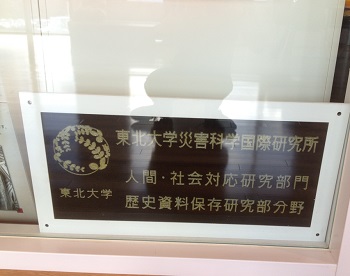 東北大学災害科学国際研究所
人間・社会対応研究部門
歴史資料保存研究部分野
東北大学